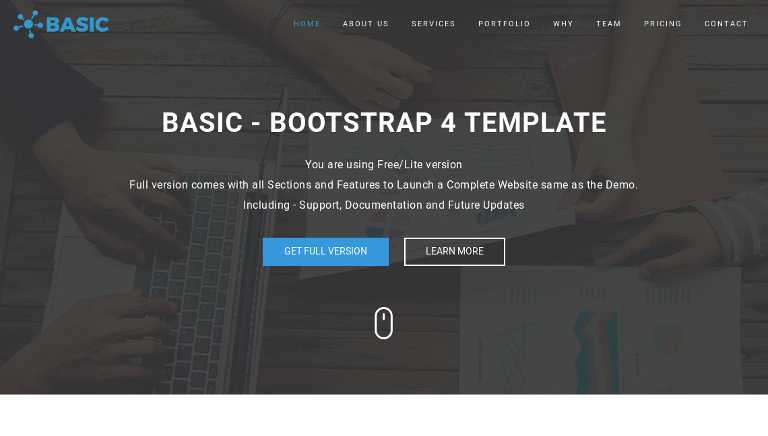 BASIC
HOME
ABOUT US
SERVICES
PORTFOLIO
WHY
TEAM
PRICING
CONTACT
BASIC - BOOTSTRAP 4 TEMPLATE
You are using Free/Lite version
Full version comes with all Sections and Features to Launch a Complete Website same as the Demo.
Including - Support, Documentation and Future Updates
GET FULL VERSION
LEARN MORE